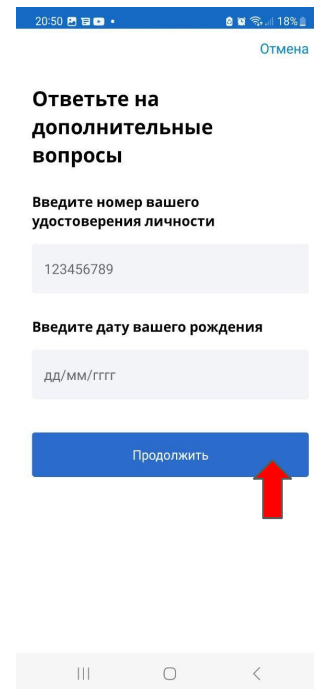 20:50
18%
Отмена
Ответьте на
дополнительные
вопросы
Введите номер вашего
удостоверения личности
123456789
Введите дату вашего рождения
дд/мм/гггг
Продолжить